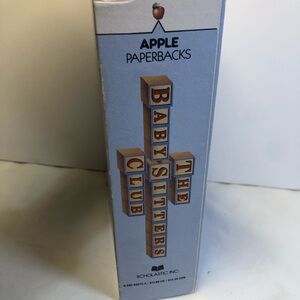 APPLE
PAPERBACKS
THE
BABY-SITTERS
CLUB
SCHOLASTIC INC.